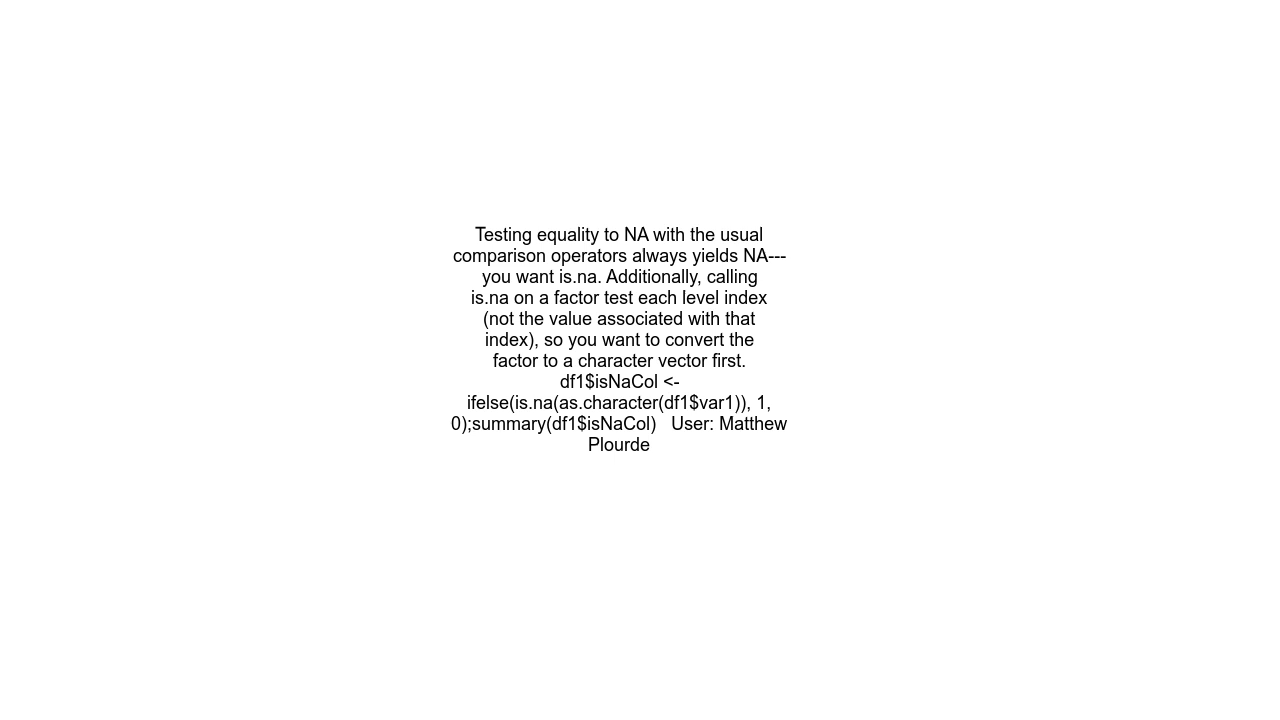 Testing equality to NA with the usual
comparison operators always yields NA---
you want is.na. Additionally, calling
is.na on a factor test each level index
(not the value associated with that
index), so you want to convert the
factor to a character vector first.
df1$isNaCol <-
ifelse(is.na(as.character(df1$var1)), 1,
0);summary(df1$isNaCol)   User: Matthew
Plourde